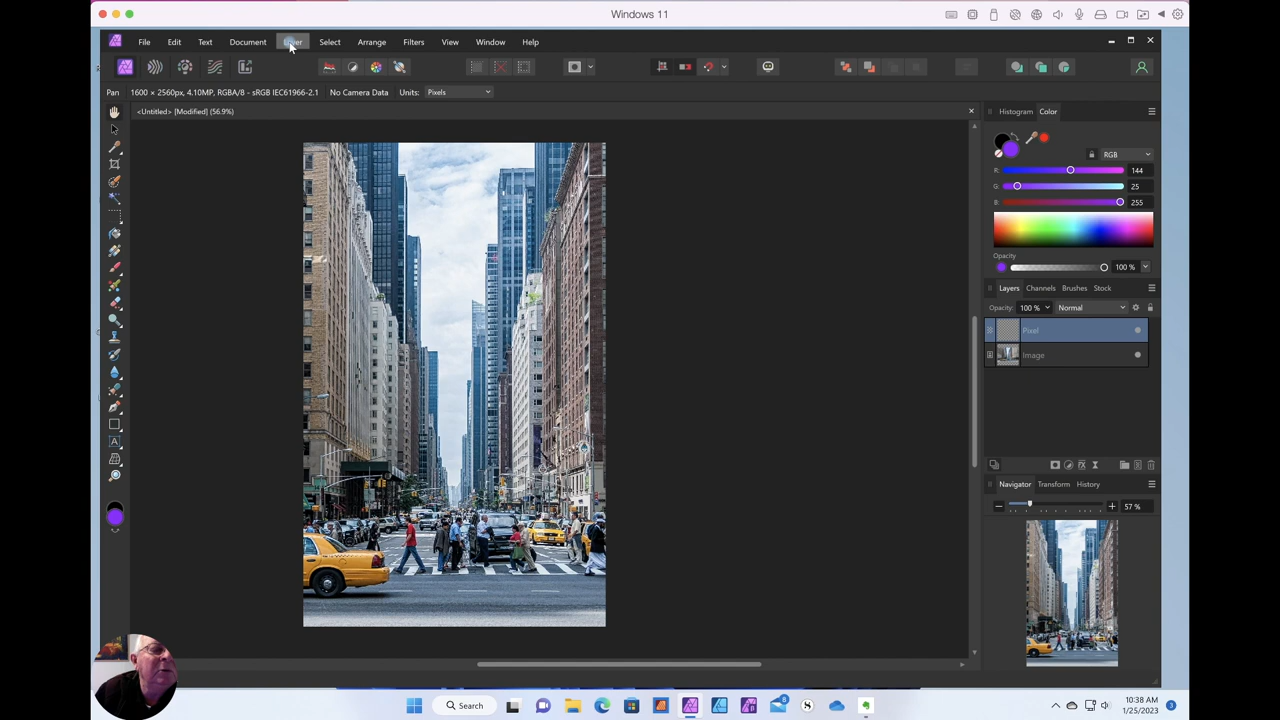 Windows 11
File Edit Text Document Layer Select Arrange Filters View Window Help
Pan 1600 × 2560px, 4.10MP, RGBA/8 - sRGB IEC61966-2.1 No Camera Data Units: Pixels
<Untitled> [Modified] (56.9%)
Histogram Color
RGB
R: 144
G: 25
B: 255
Opacity
100 %
Layers Channels Brushes Stock
Opacity: 100 % Normal
Pixel
Image
Navigator Transform History
57 %
Search
8
S
10:38 AM
1/25/2023
3